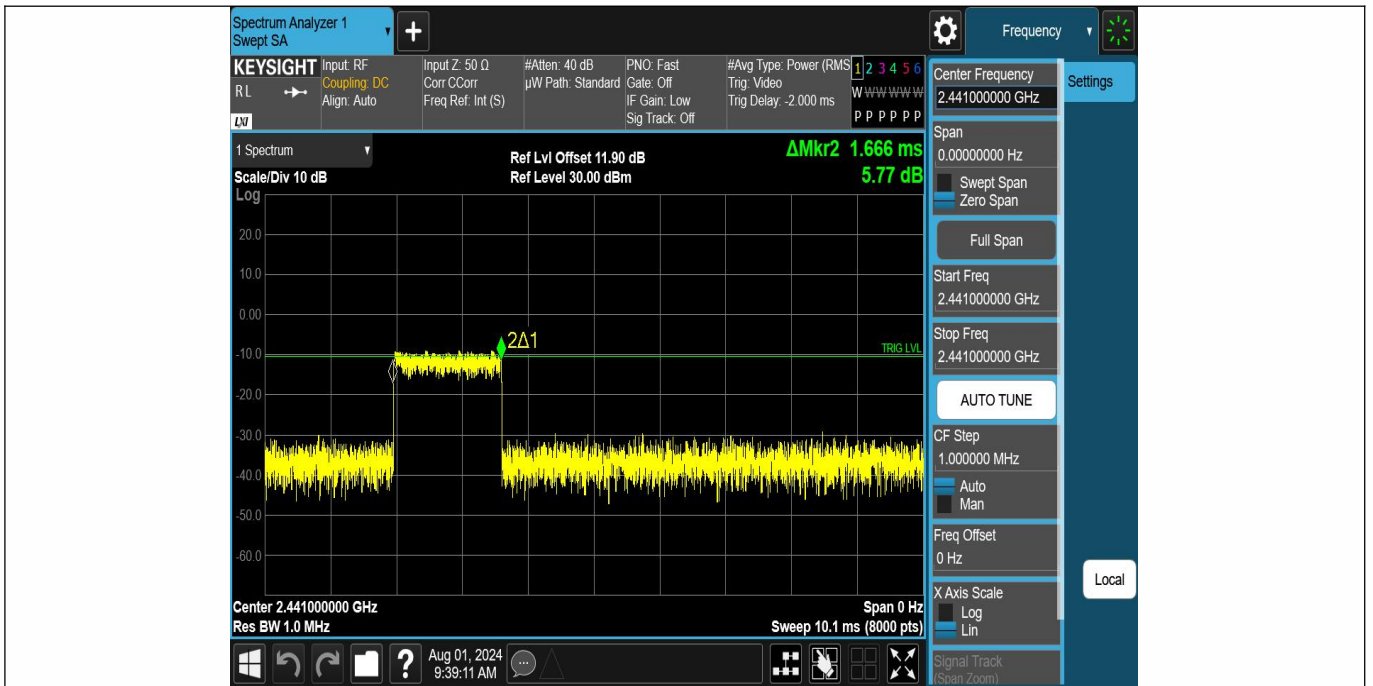 Spectrum Analyzer 1
Swept SA
+
Frequency
KEYSIGHT
RL
LXI
Input: RF
Coupling: DC
Align: Auto
Input Z: 50 Ω
Corr CCorr
Freq Ref: Int (S)
#Atten: 40 dB
µW Path: Standard
PNO: Fast
Gate: Off
IF Gain: Low
Sig Track: Off
#Avg Type: Power (RMS
Trig: Video
Trig Delay: -2.000 ms
1 2 3 4 5 6
W W W W W W
P P P P P P
1 Spectrum
Scale/Div 10 dB
Log
Ref Lvl Offset 11.90 dB
Ref Level 30.00 dBm
ΔMkr2 1.666 ms
5.77 dB
20.0
10.0
0.00
-10.0
-20.0
-30.0
-40.0
-50.0
-60.0
2Δ1
TRIG LVL
Center 2.441000000 GHz
Res BW 1.0 MHz
Span 0 Hz
Sweep 10.1 ms (8000 pts)
Center Frequency
2.441000000 GHz
Settings
Span
0.00000000 Hz
Swept Span
Zero Span
Full Span
Start Freq
2.441000000 GHz
Stop Freq
2.441000000 GHz
AUTO TUNE
CF Step
1.000000 MHz
Auto
Man
Freq Offset
0 Hz
X Axis Scale
Log
Lin
Signal Track
(Span Zoom)
Local
?
Aug 01, 2024
9:39:11 AM